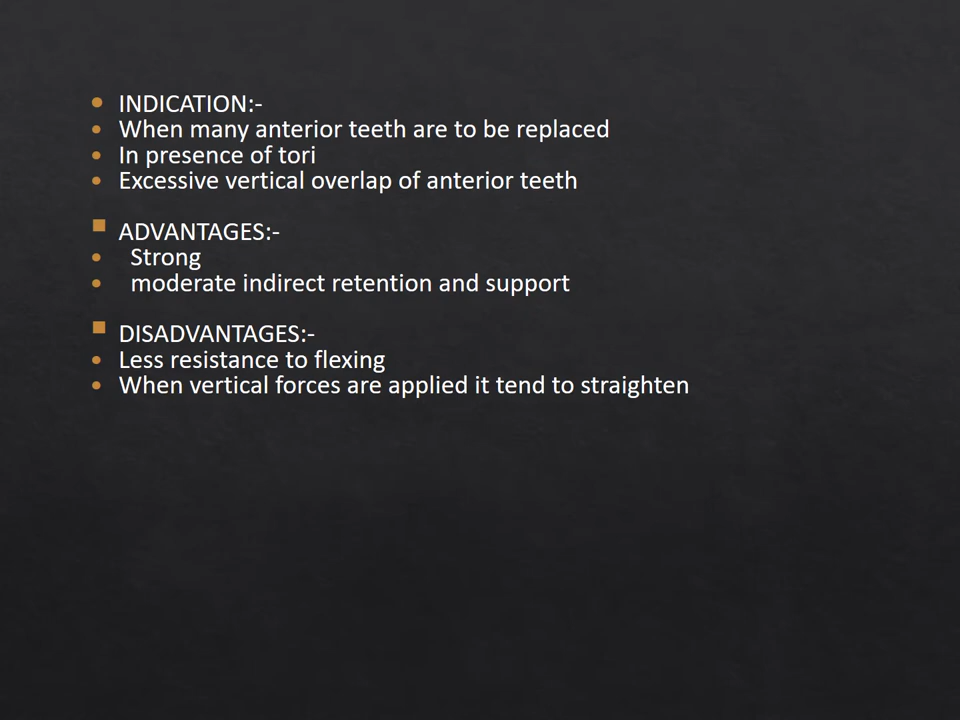 INDICATION:-
When many anterior teeth are to be replaced
In presence of tori
Excessive vertical overlap of anterior teeth
ADVANTAGES:-
Strong
moderate indirect retention and support
DISADVANTAGES:-
Less resistance to flexing
When vertical forces are applied it tend to straighten